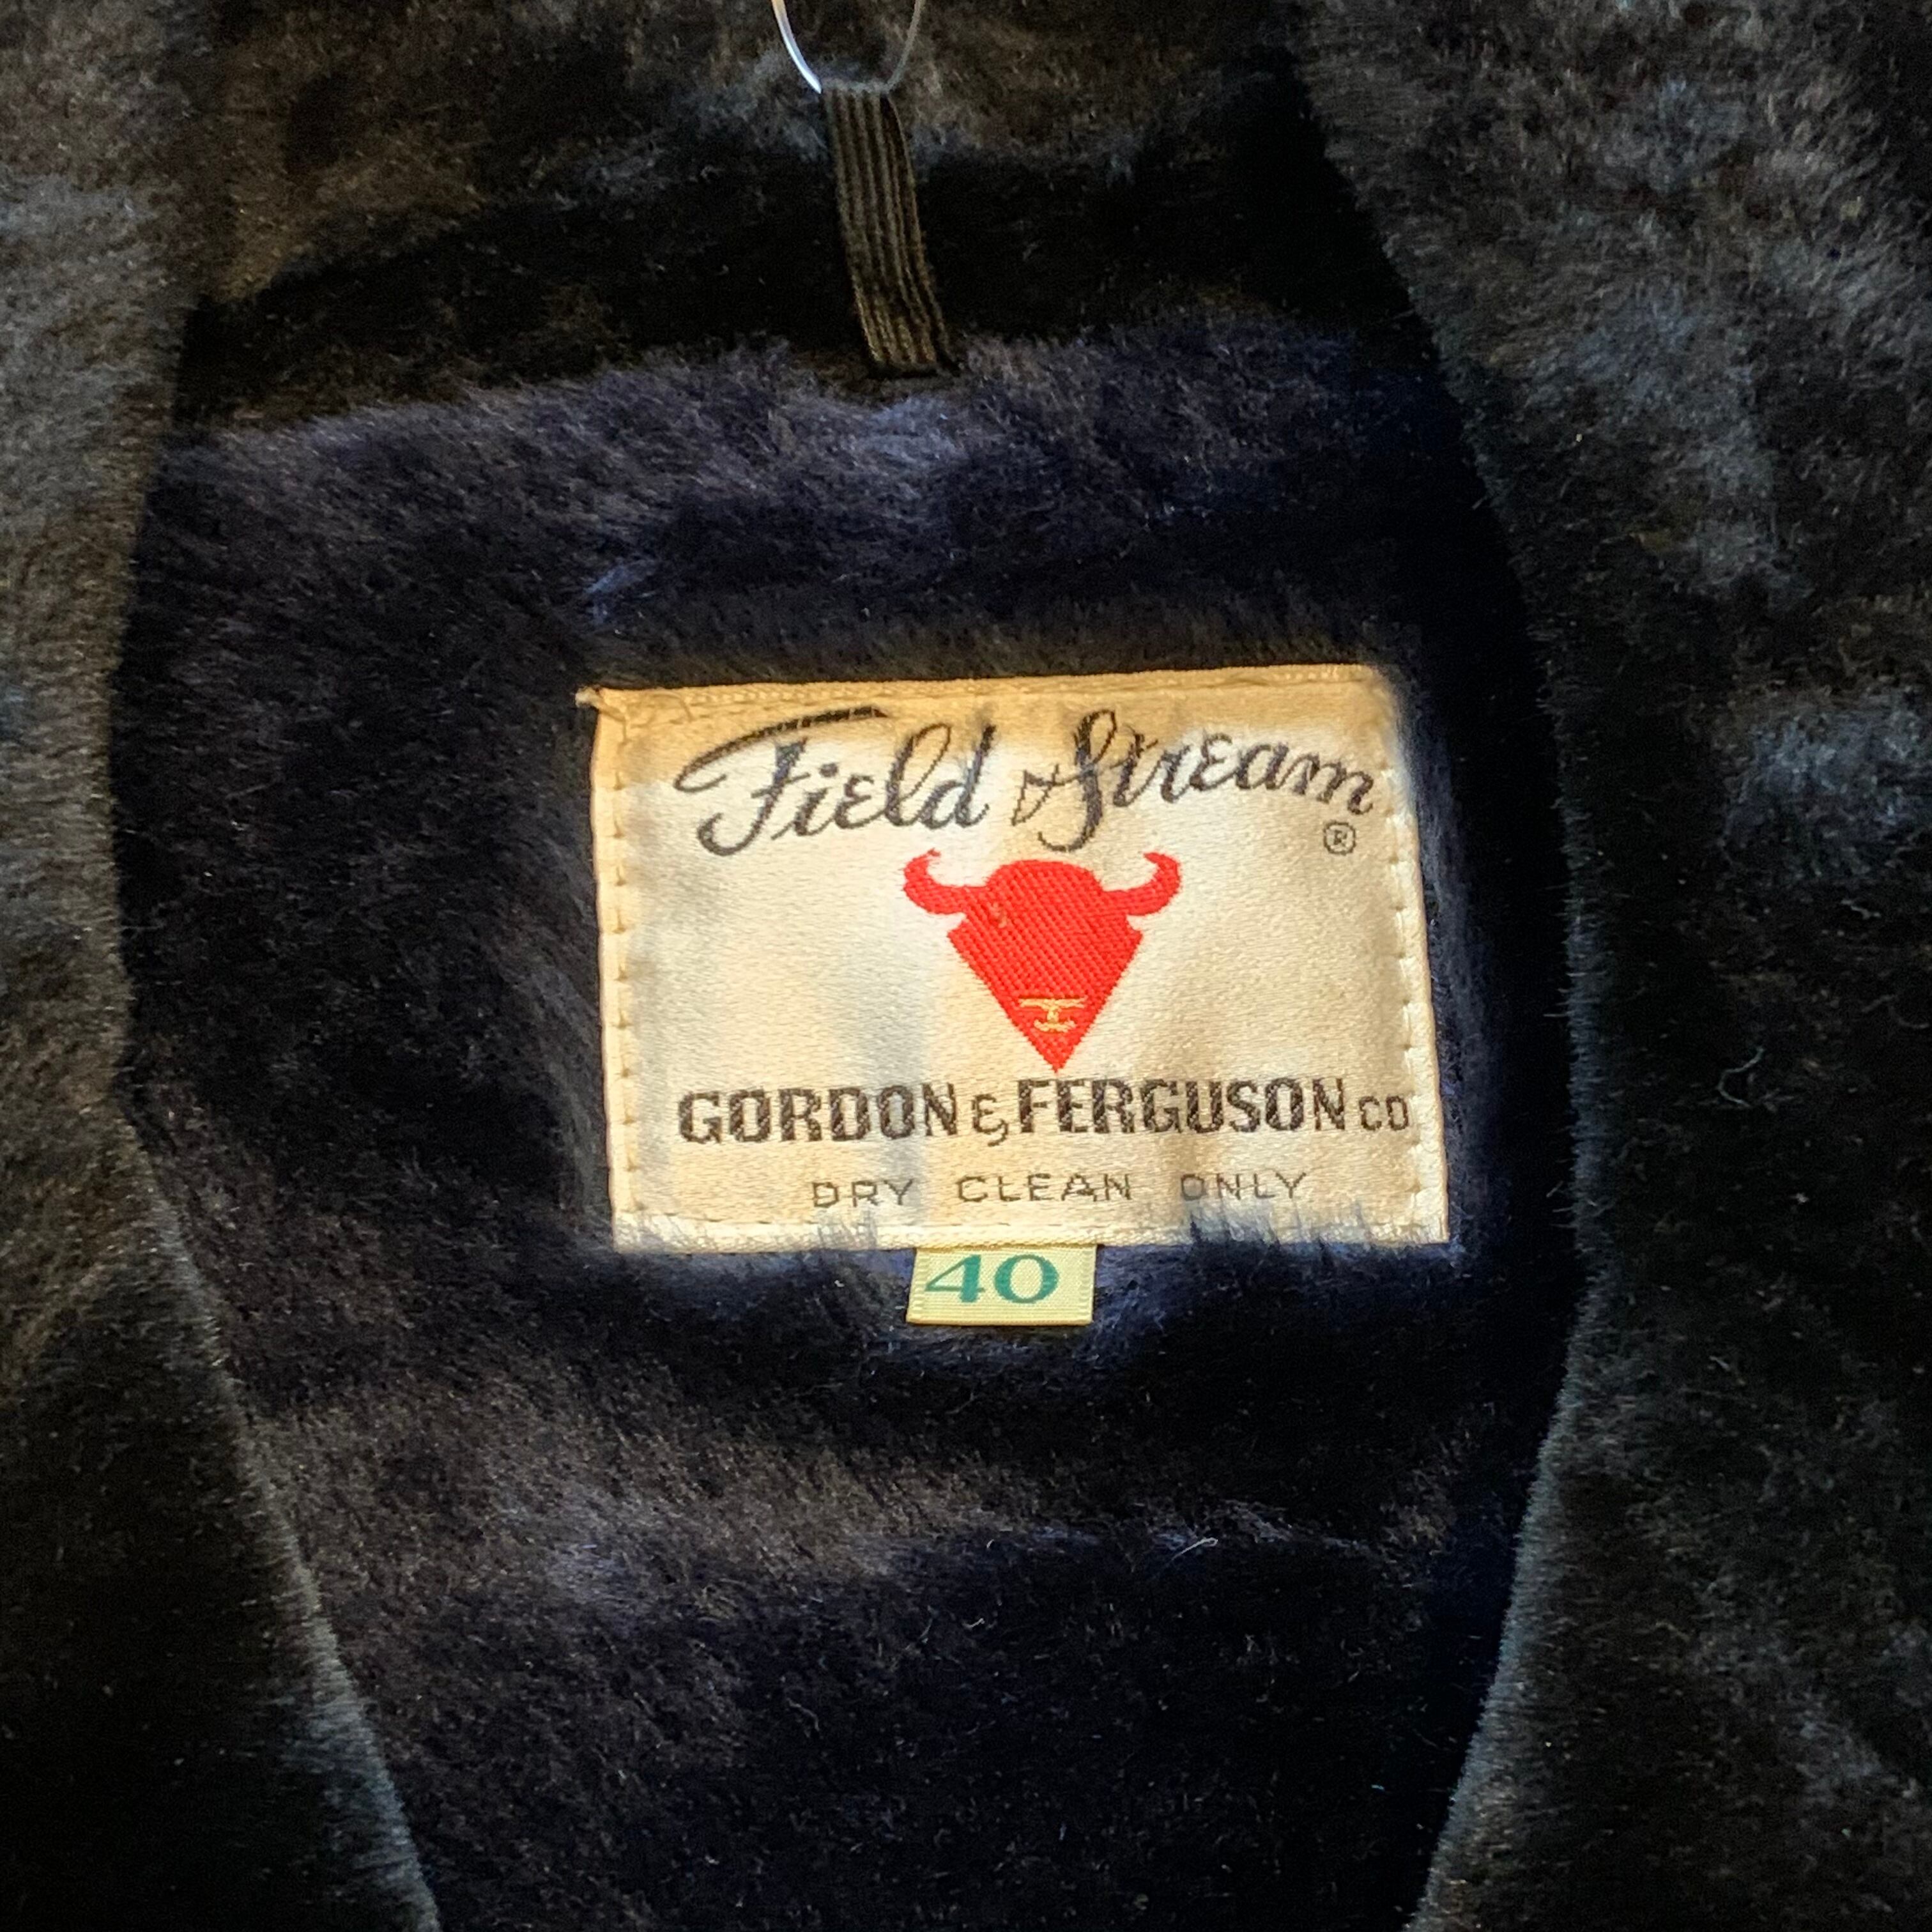 Field & Stream
®
GORDON & FERGUSON CO
DRY CLEAN ONLY
40